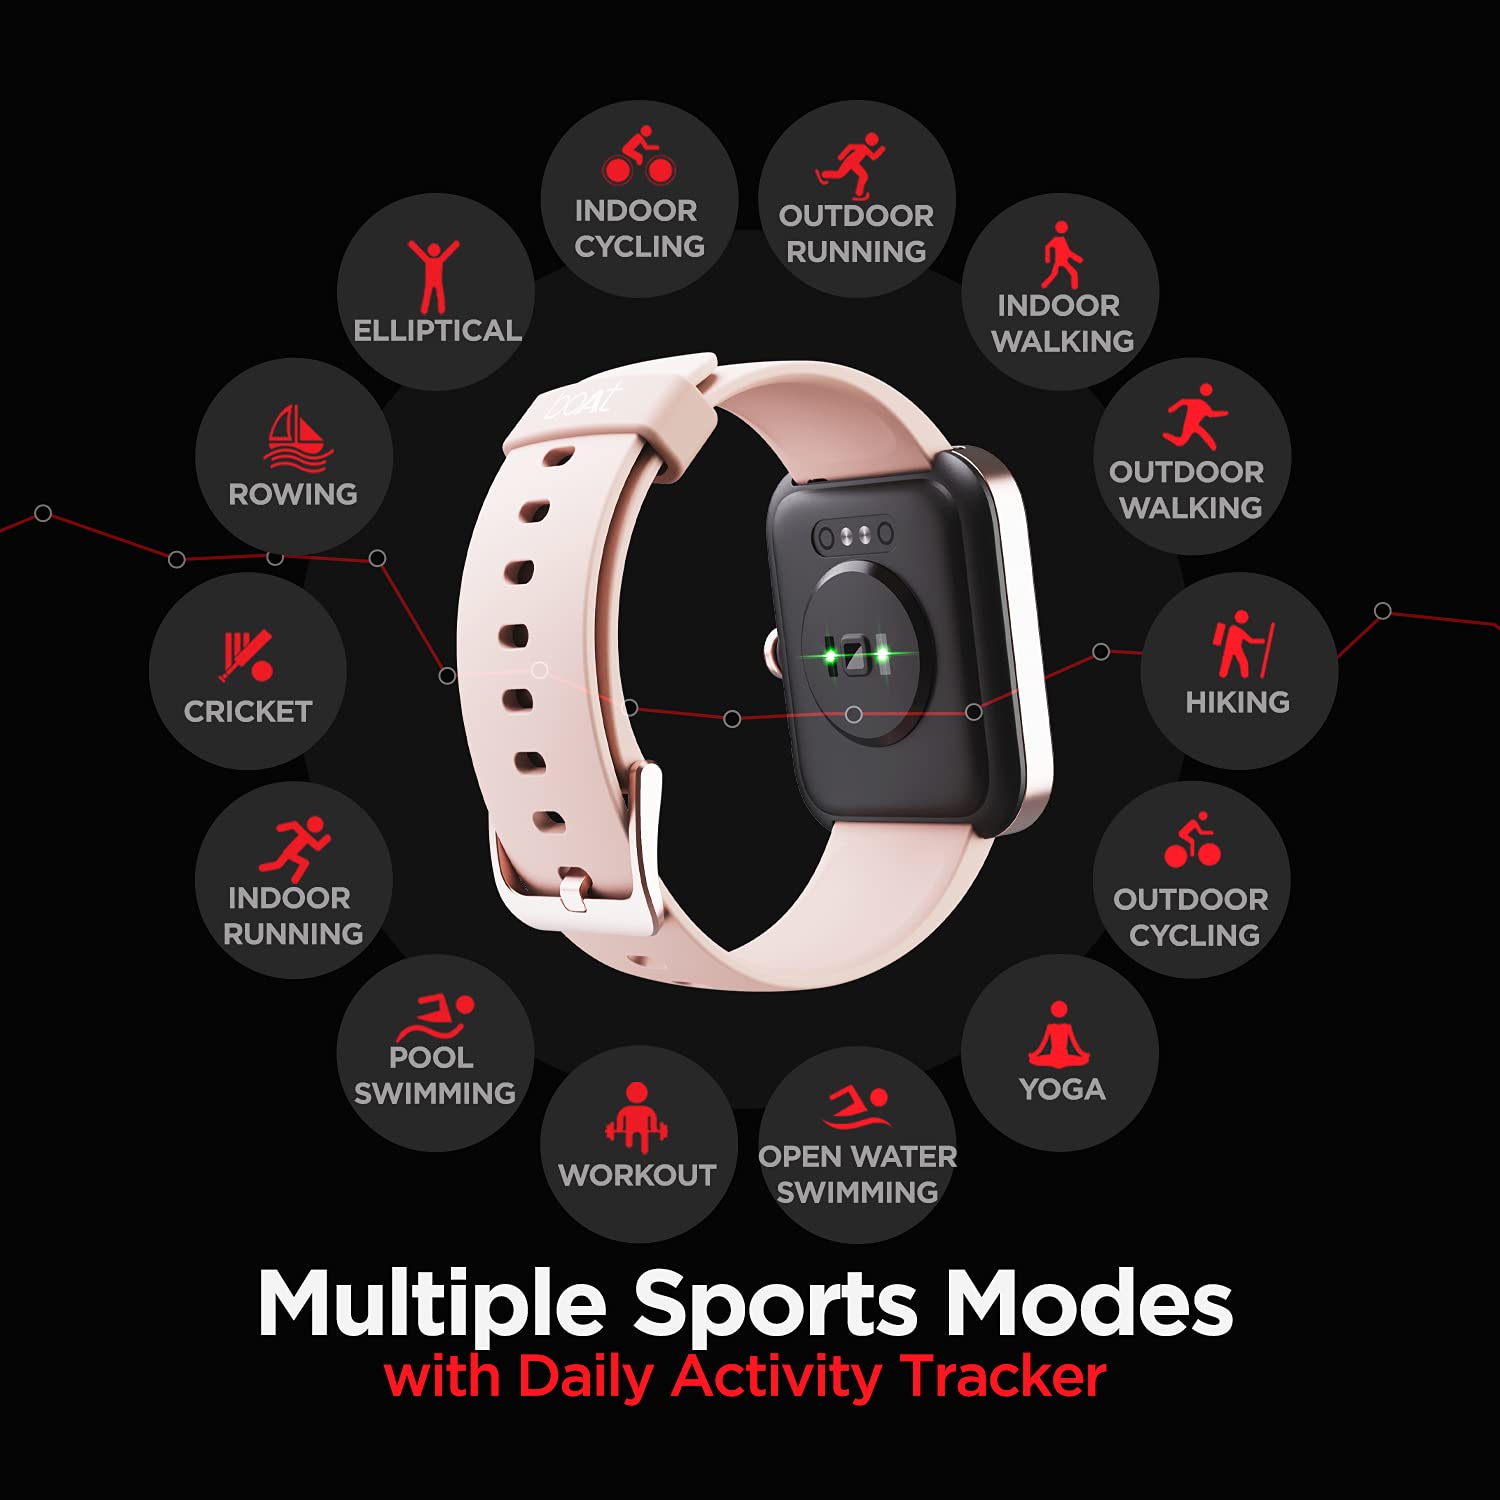 INDOOR
CYCLING
OUTDOOR
RUNNING
INDOOR
WALKING
ELLIPTICAL
boAt
OUTDOOR
WALKING
ROWING
CRICKET
HIKING
INDOOR
RUNNING
OUTDOOR
CYCLING
POOL
SWIMMING
YOGA
WORKOUT
OPEN WATER
SWIMMING
Multiple Sports Modes
with Daily Activity Tracker